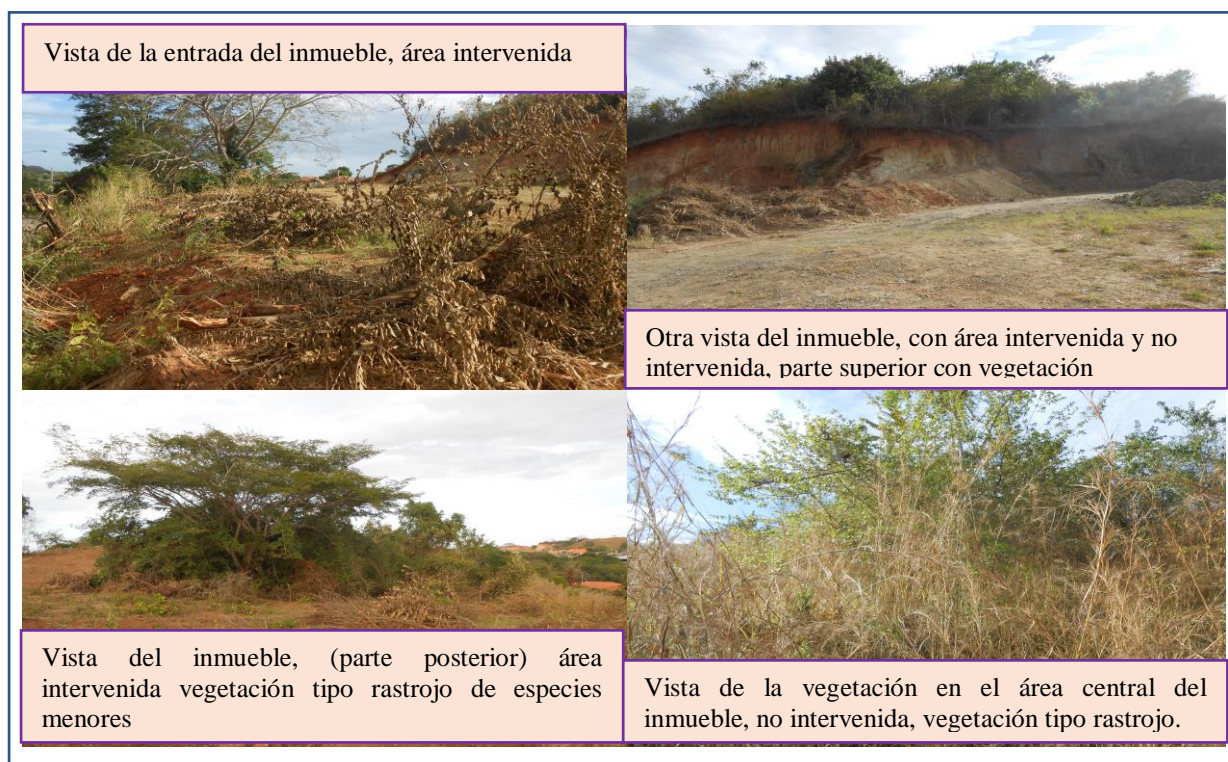 Vista de la entrada del inmueble, área intervenida
Otra vista del inmueble, con área intervenida y no
intervenida, parte superior con vegetación
Vista del inmueble, (parte posterior) área
intervenida vegetación tipo rastrojo de especies
menores
Vista de la vegetación en el área central del
inmueble, no intervenida, vegetación tipo rastrojo.